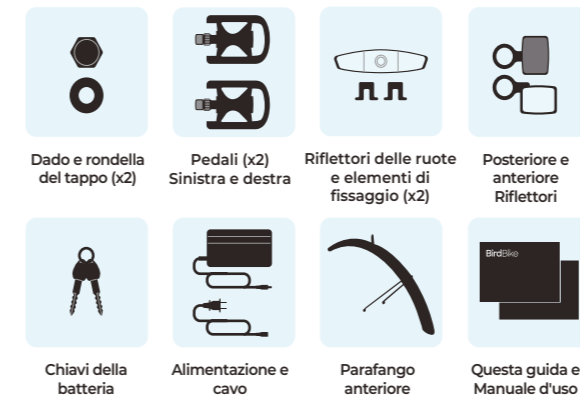 Dado e rondella
del tappo (x2)
Pedali (x2)
Sinistra e destra
Riflettori delle ruote
e elementi di
fissaggio (x2)
Posteriore e
anteriore
Riflettori
BirdBike
Chiavi della
batteria
Alimentazione e
cavo
Parafango
anteriore
Questa guida e
Manuale d'uso